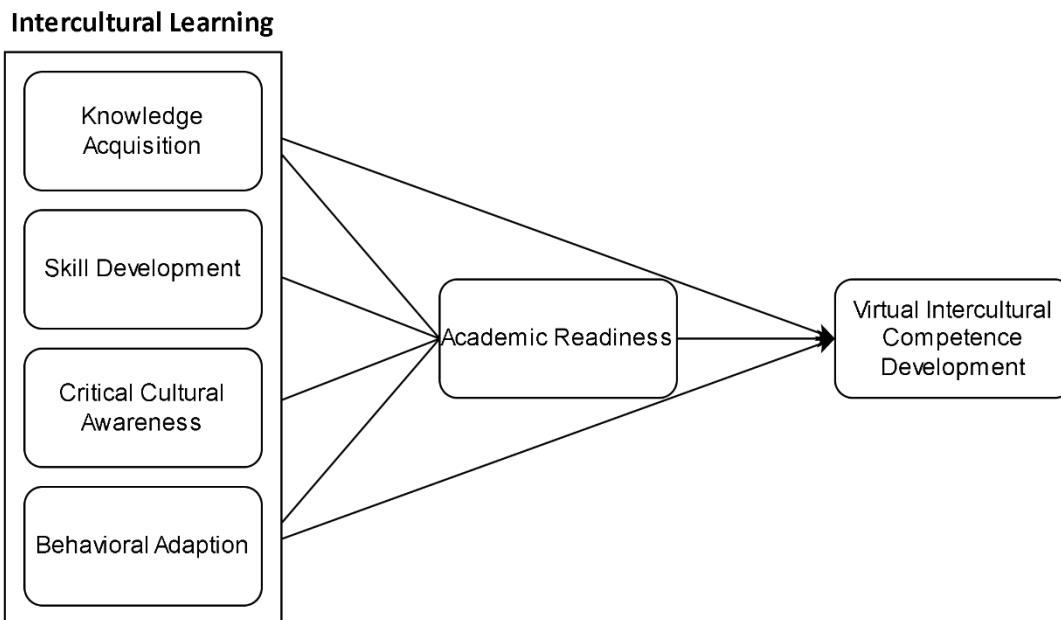 Intercultural Learning
Knowledge
Acquisition
Skill Development
Critical Cultural
Awareness
Behavioral Adaption
Academic Readiness
Virtual Intercultural
Competence
Development